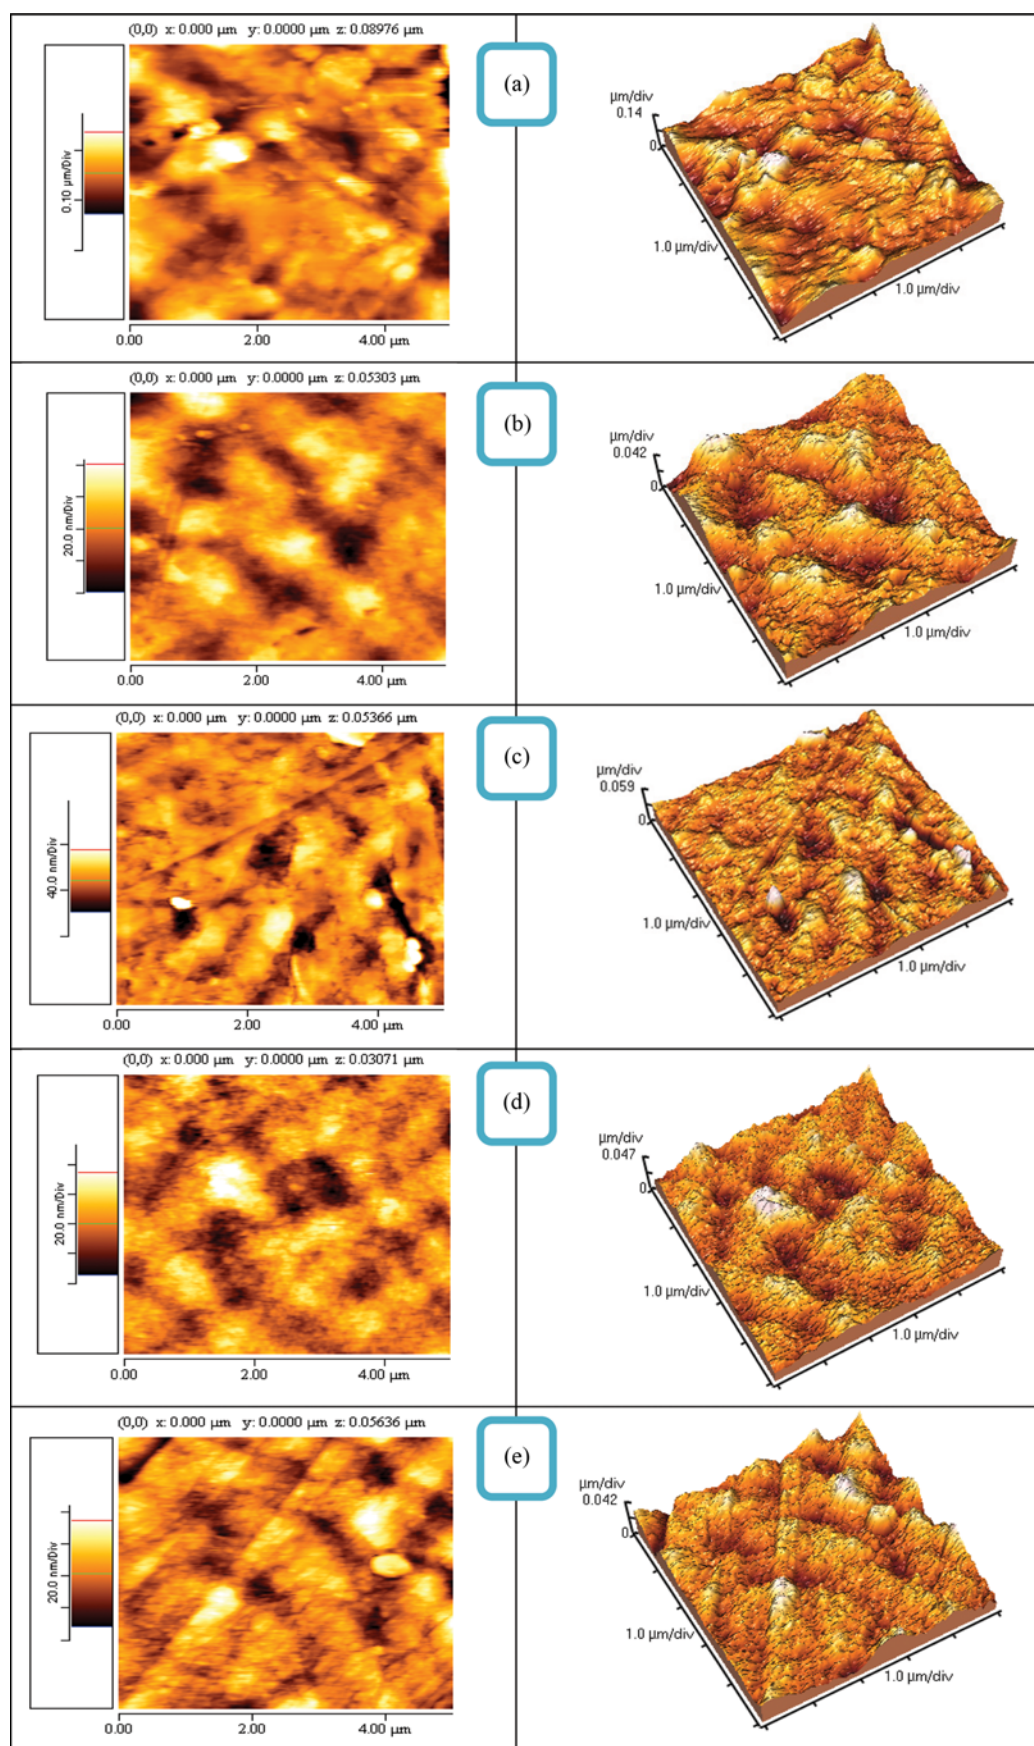 (0,0) x: 0.000 µm y: 0.0000 µm z: 0.08976 µm
(a)
0.10 µm/Div
0.00 2.00 4.00 µm
µm/div
0.14
0
1.0 µm/div
1.0 µm/div
(0,0) x: 0.000 µm y: 0.0000 µm z: 0.05303 µm
(b)
20.0 nm/Div
0.00 2.00 4.00 µm
µm/div
0.042
0
1.0 µm/div
1.0 µm/div
(0,0) x: 0.000 µm y: 0.0000 µm z: 0.05366 µm
(c)
40.0 nm/Div
0.00 2.00 4.00 µm
µm/div
0.059
0
1.0 µm/div
1.0 µm/div
(0,0) x: 0.000 µm y: 0.0000 µm z: 0.03071 µm
(d)
20.0 nm/Div
0.00 2.00 4.00 µm
µm/div
0.047
0
1.0 µm/div
1.0 µm/div
(0,0) x: 0.000 µm y: 0.0000 µm z: 0.05636 µm
(e)
20.0 nm/Div
0.00 2.00 4.00 µm
µm/div
0.042
0
1.0 µm/div
1.0 µm/div